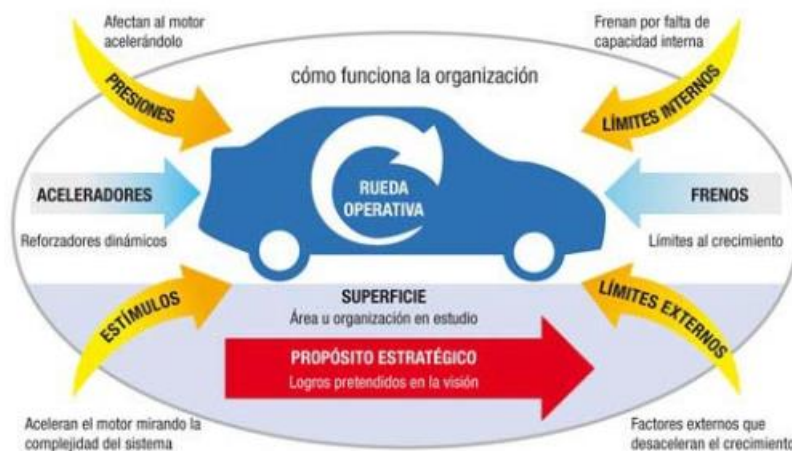 Afectan al motor
acelerándolo
PRESIONES
Frenan por falta de
capacidad interna
LÍMITES INTERNOS
cómo funciona la organización
ACELERADORES
Reforzadores dinámicos
RUEDA
OPERATIVA
FRENOS
Límites al crecimiento
ESTÍMULOS
SUPERFICIE
Área u organización en estudio
LÍMITES EXTERNOS
PROPÓSITO ESTRATÉGICO
Logros pretendidos en la visión
Aceleran el motor mirando la
complejidad del sistema
Factores externos que
desaceleran el crecimiento